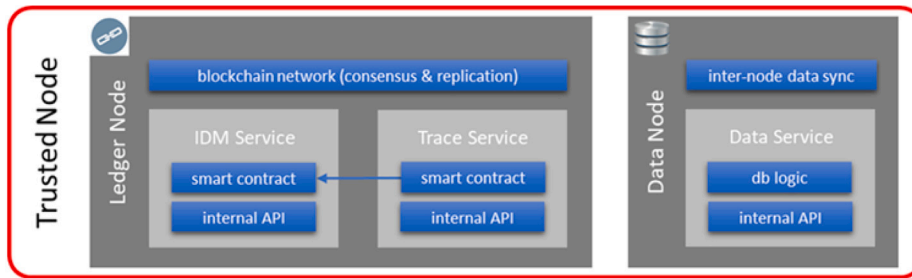 Trusted Node
Ledger Node
blockchain network (consensus & replication)
IDM Service
smart contract
internal API
Trace Service
smart contract
internal API
Data Node
inter-node data sync
Data Service
db logic
internal API